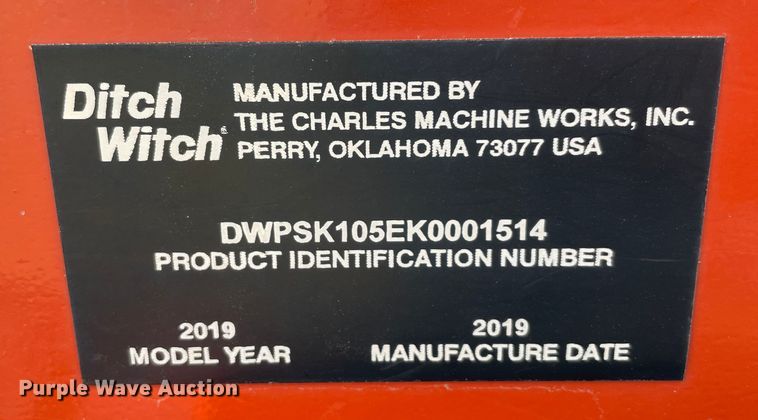 Ditch
Witch®
MANUFACTURED BY
THE CHARLES MACHINE WORKS, INC.
PERRY, OKLAHOMA 73077 USA
DWPSK105EK0001514
PRODUCT IDENTIFICATION NUMBER
2019
MODEL YEAR
2019
MANUFACTURE DATE
Purple Wave Auction